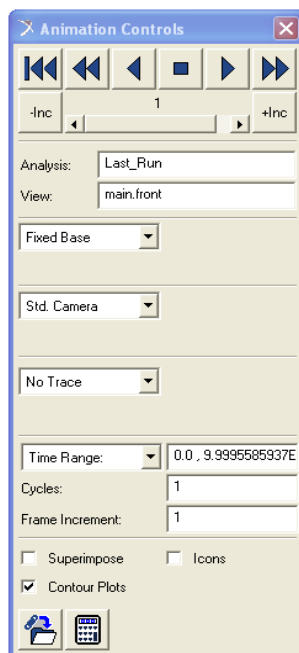 Animation Controls
-Inc
1
+Inc
Analysis: Last_Run
View: main.front
Fixed Base
Std. Camera
No Trace
Time Range: 0.0 , 9.9995585937E
Cycles: 1
Frame Increment: 1
Superimpose Icons
Contour Plots